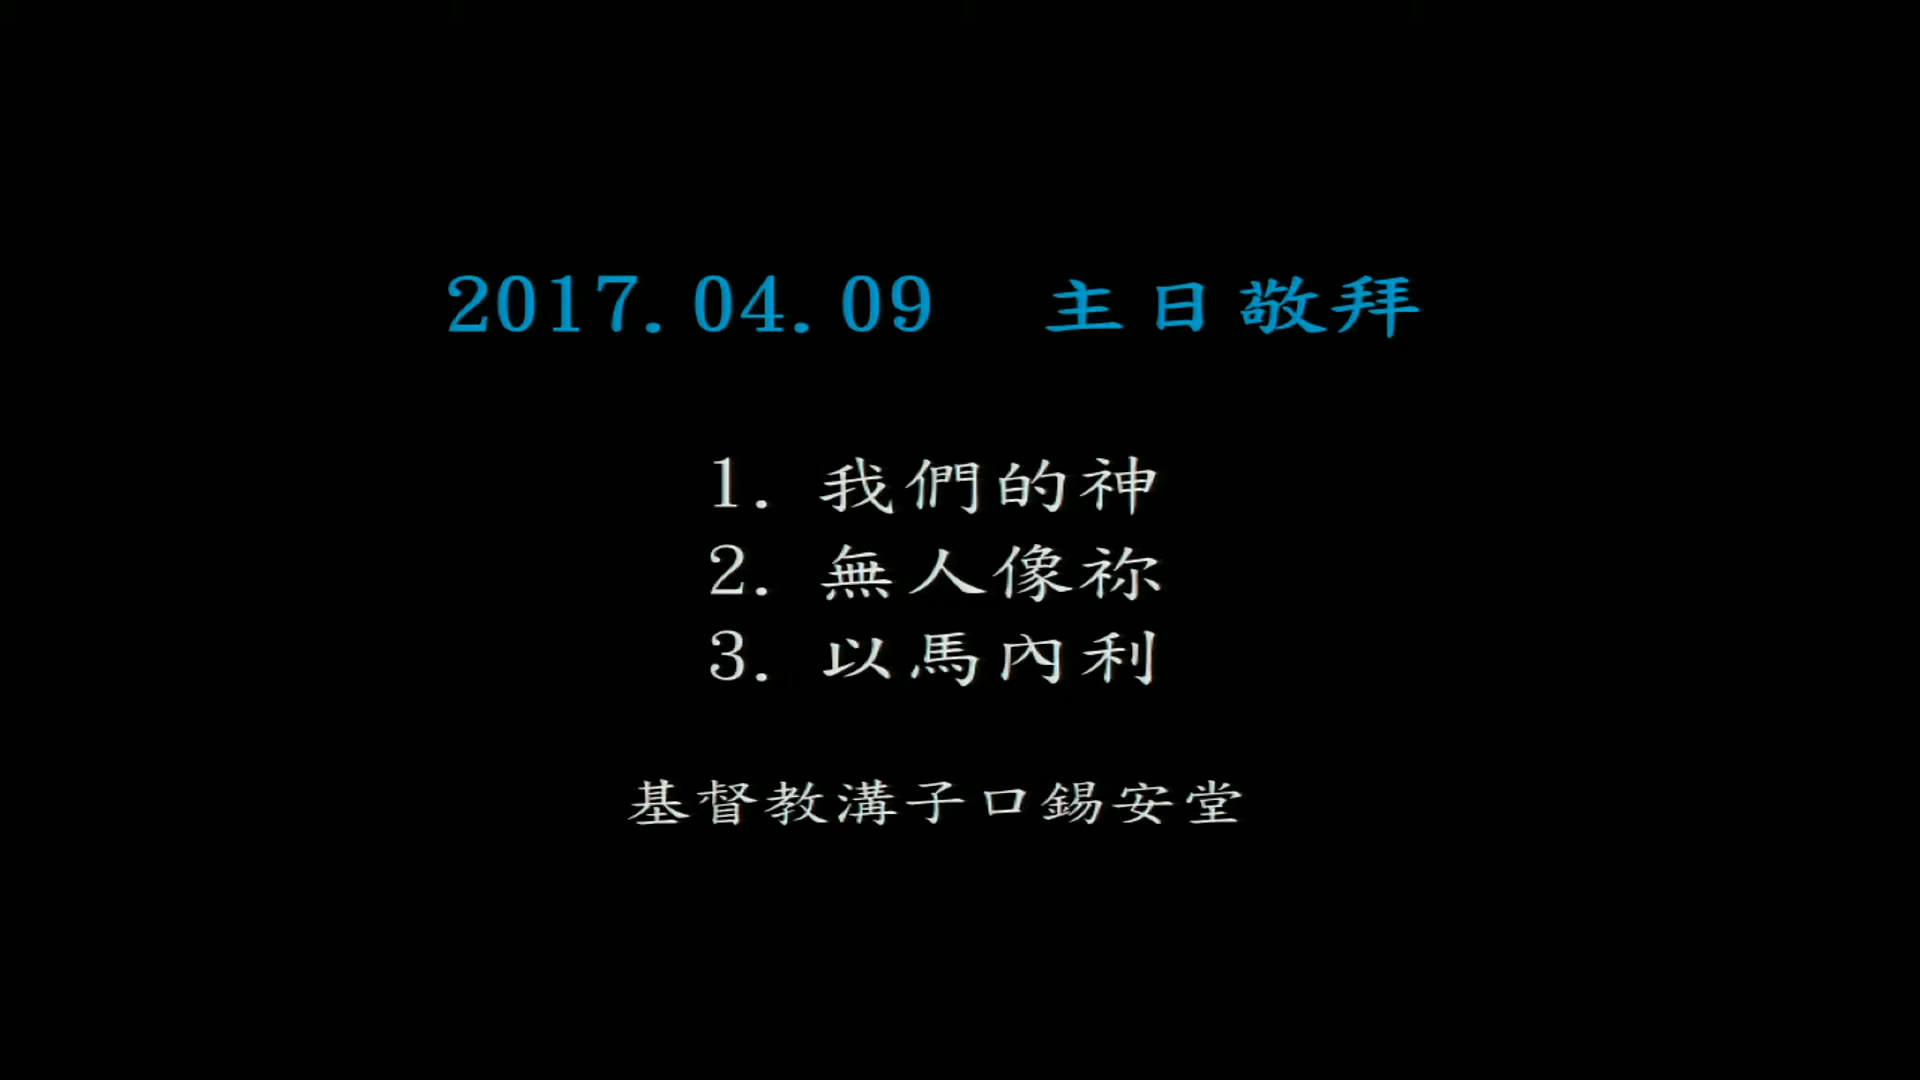 2017.04.09 主日敬拜
1. 我們的神
2. 無人像祢
3. 以馬內利
基督教溝子口錫安堂